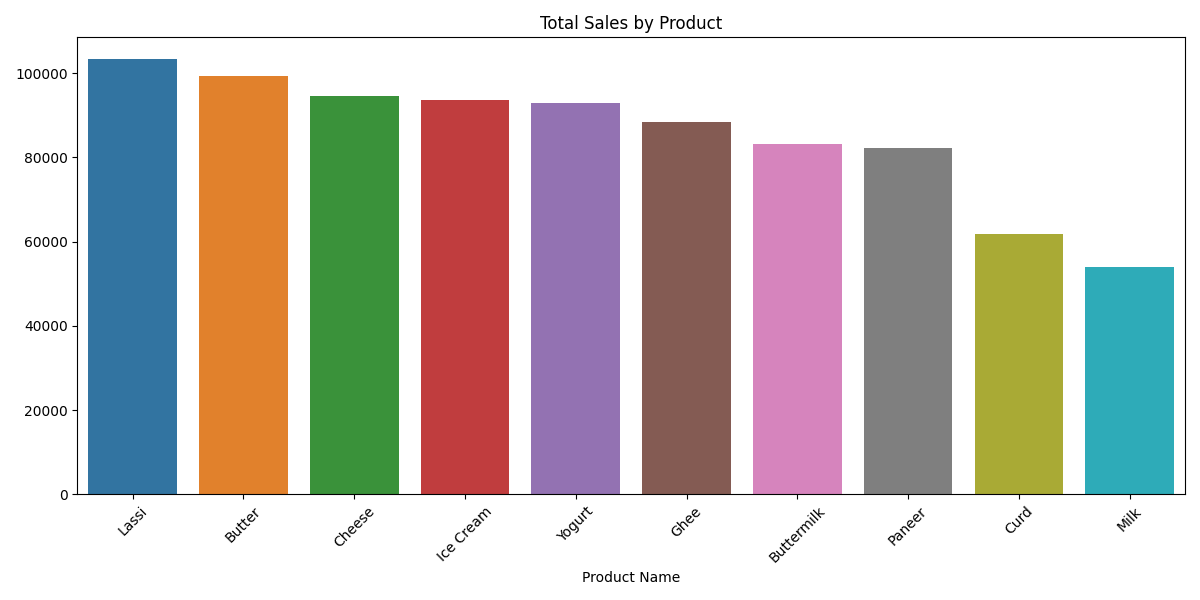 Total Sales by Product
100000
80000
60000
40000
20000
0
Lassi
Butter
Cheese
Ice Cream
Yogurt
Ghee
Buttermilk
Paneer
Curd
Milk
Product Name